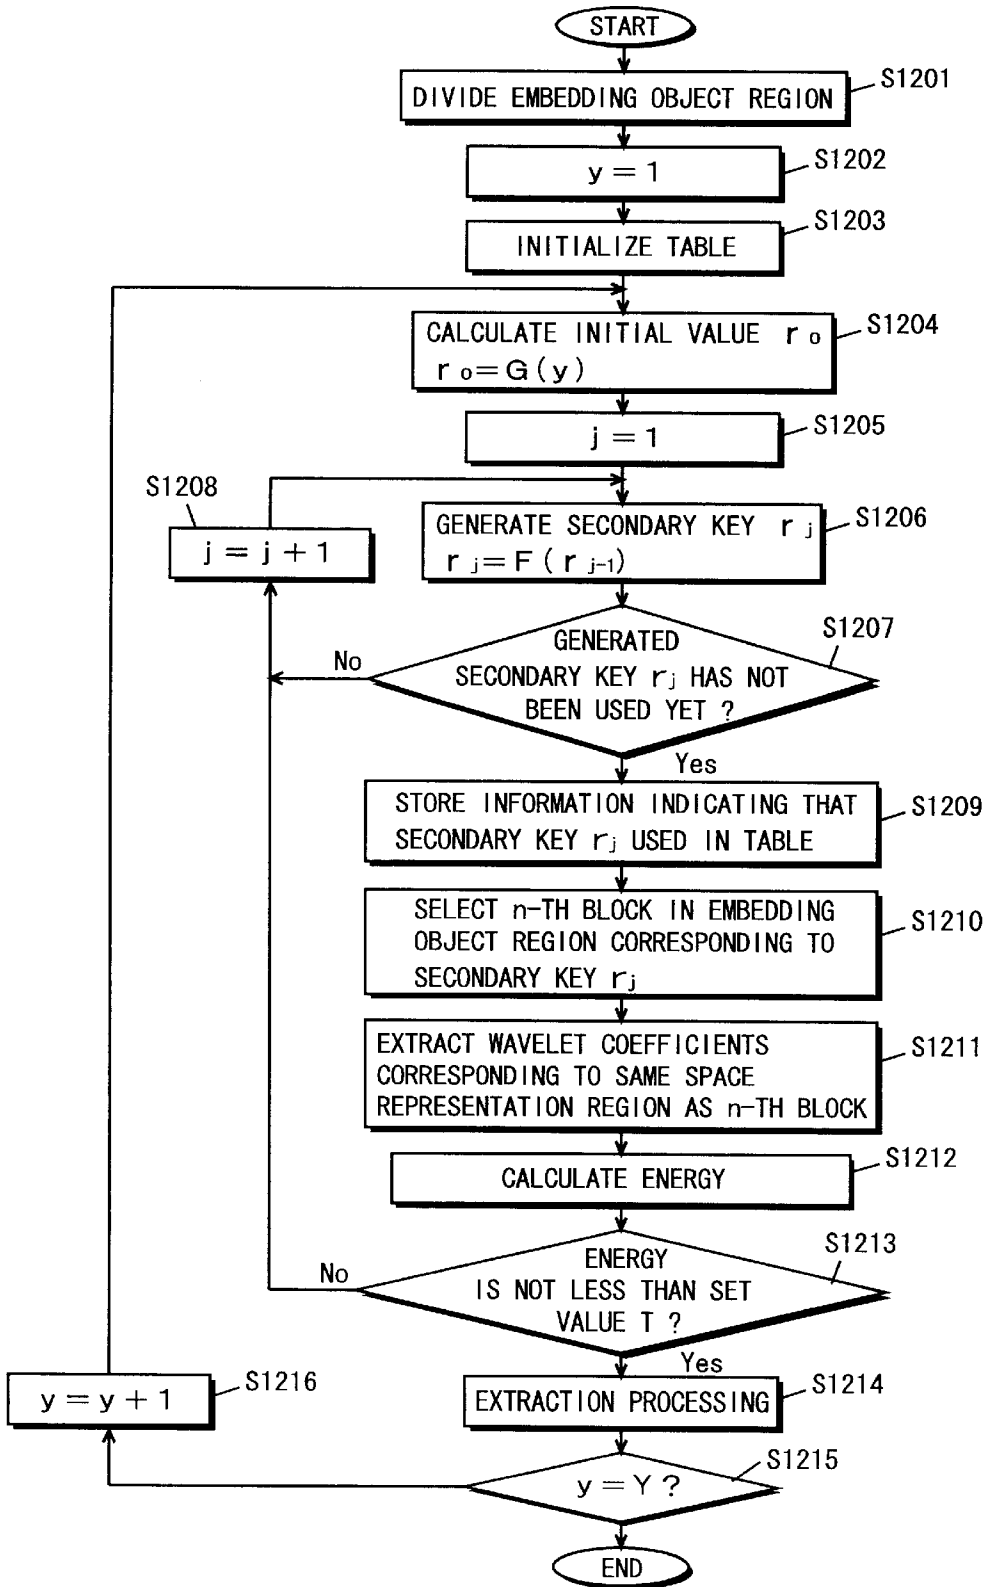 START
DIVIDE EMBEDDING OBJECT REGION
S1201
y = 1
S1202
INITIALIZE TABLE
S1203
CALCULATE INITIAL VALUE r0
r0 = G (y)
S1204
j = 1
S1205
S1208
j = j + 1
GENERATE SECONDARY KEY rj
rj = F ( rj-1)
S1206
GENERATED
SECONDARY KEY rj HAS NOT
BEEN USED YET ?
S1207
No
Yes
STORE INFORMATION INDICATING THAT
SECONDARY KEY rj USED IN TABLE
S1209
SELECT n-TH BLOCK IN EMBEDDING
OBJECT REGION CORRESPONDING TO
SECONDARY KEY rj
S1210
EXTRACT WAVELET COEFFICIENTS
CORRESPONDING TO SAME SPACE
REPRESENTATION REGION AS n-TH BLOCK
S1211
CALCULATE ENERGY
S1212
ENERGY
IS NOT LESS THAN SET
VALUE T ?
S1213
No
Yes
EXTRACTION PROCESSING
S1214
y = y + 1
S1216
y = Y ?
S1215
END